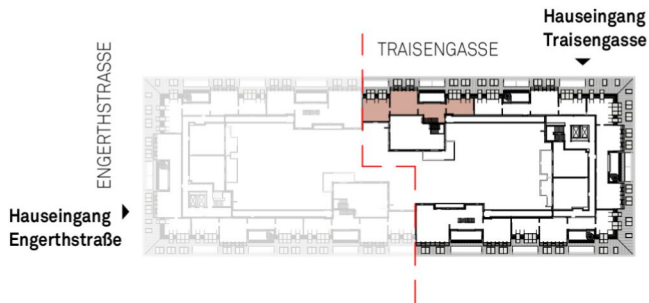 Hauseingang
Traisengasse
TRAISENGASSE
ENGERTHSTRASSE
Hauseingang
Engerthstraße